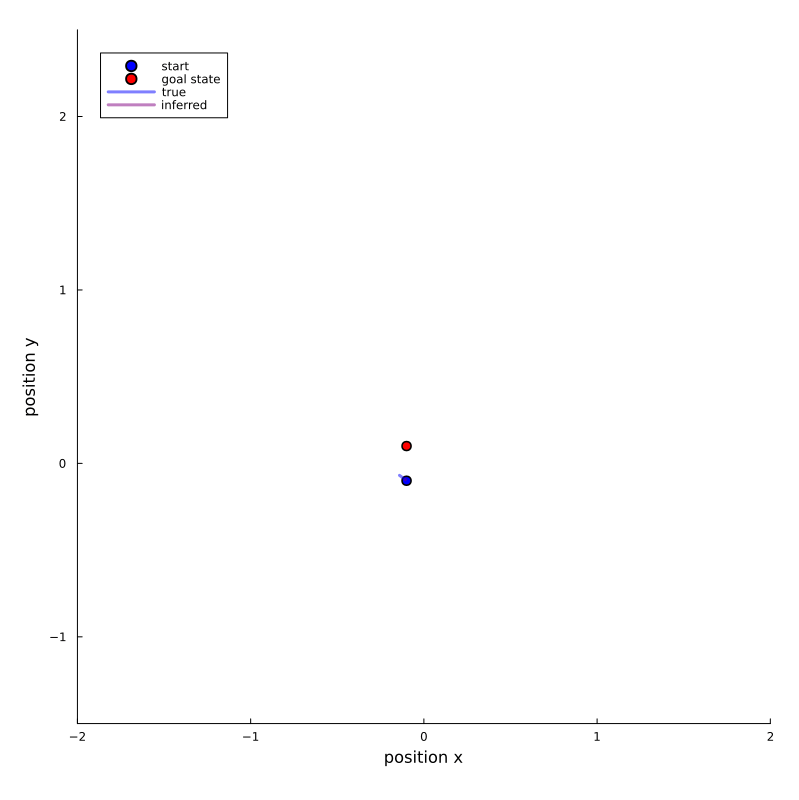 start
goal state
true
inferred
2
1
0
−1
position y
−2
−1
0
1
2
position x